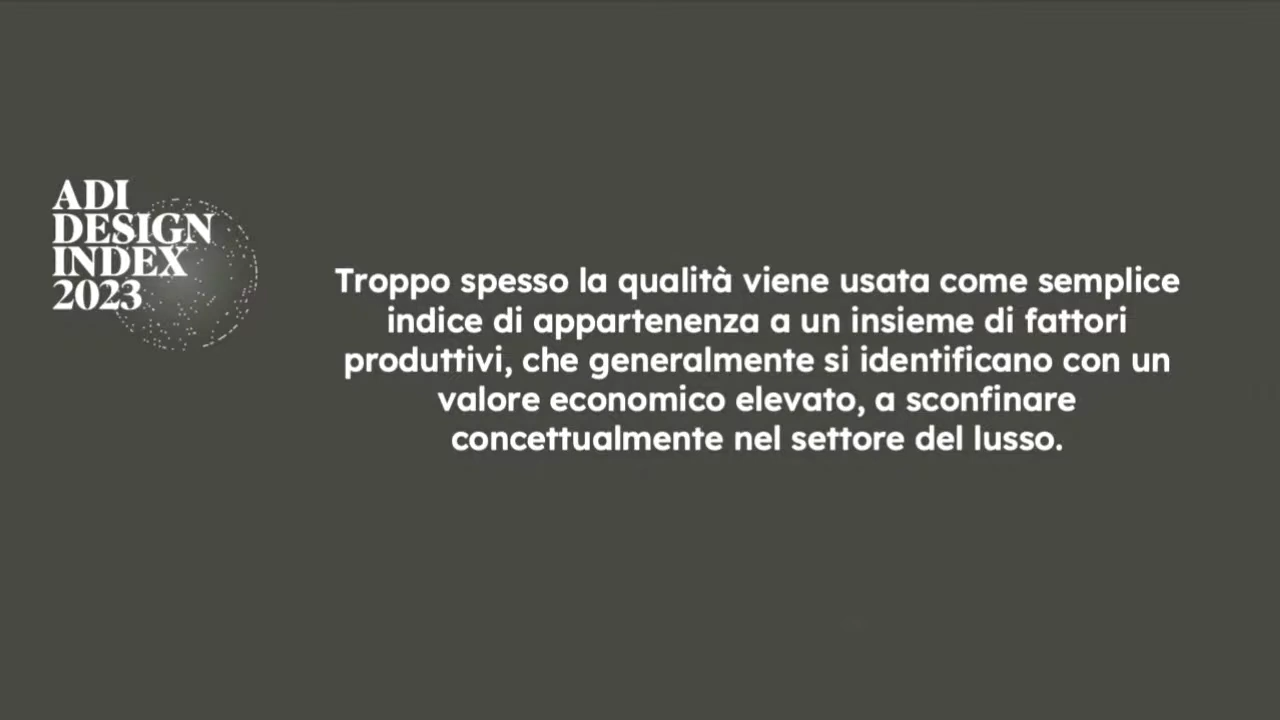 ADI
DESIGN
INDEX
2023
Troppo spesso la qualità viene usata come semplice
indice di appartenenza a un insieme di fattori
produttivi, che generalmente si identificano con un
valore economico elevato, a sconfinare
concettualmente nel settore del lusso.